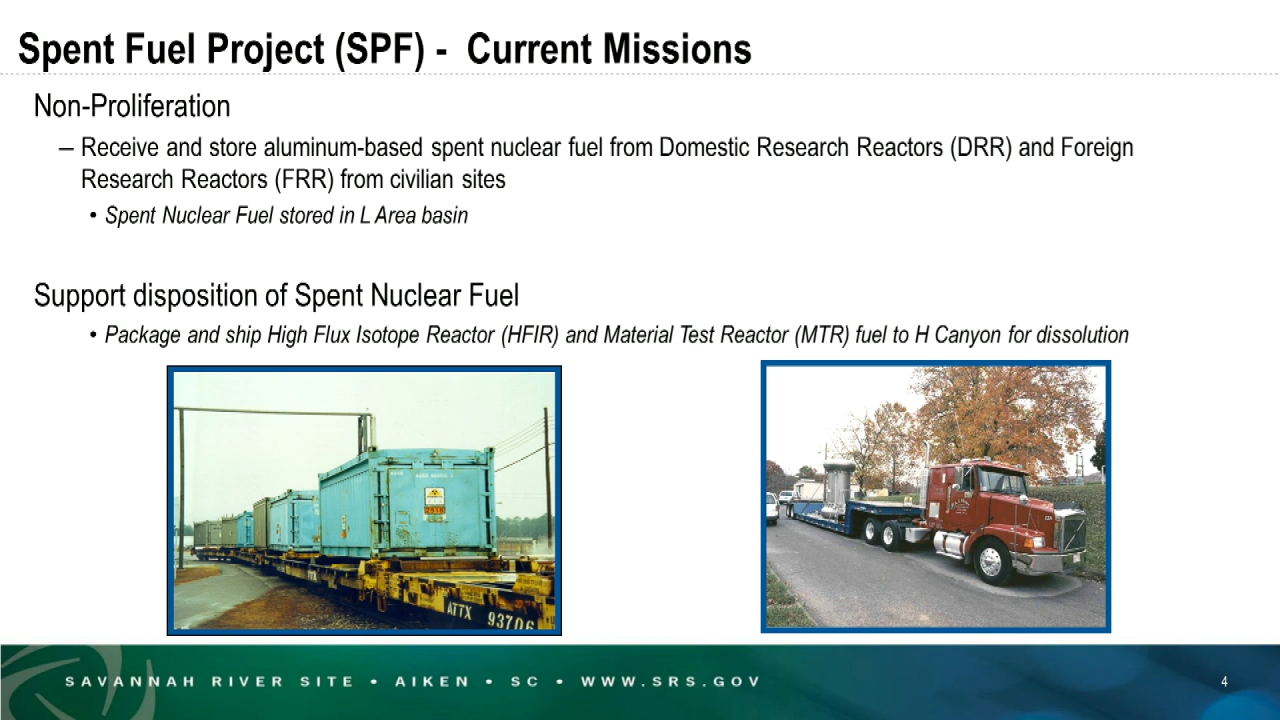 Spent Fuel Project (SPF) -  Current Missions
Non-Proliferation
– Receive and store aluminum-based spent nuclear fuel from Domestic Research Reactors (DRR) and Foreign
Research Reactors (FRR) from civilian sites
• Spent Nuclear Fuel stored in L Area basin
Support disposition of Spent Nuclear Fuel
• Package and ship High Flux Isotope Reactor (HFIR) and Material Test Reactor (MTR) fuel to H Canyon for dissolution
ATTX 93706
SAVANNAH RIVER SITE • AIKEN • SC • WWW.SRS.GOV
4